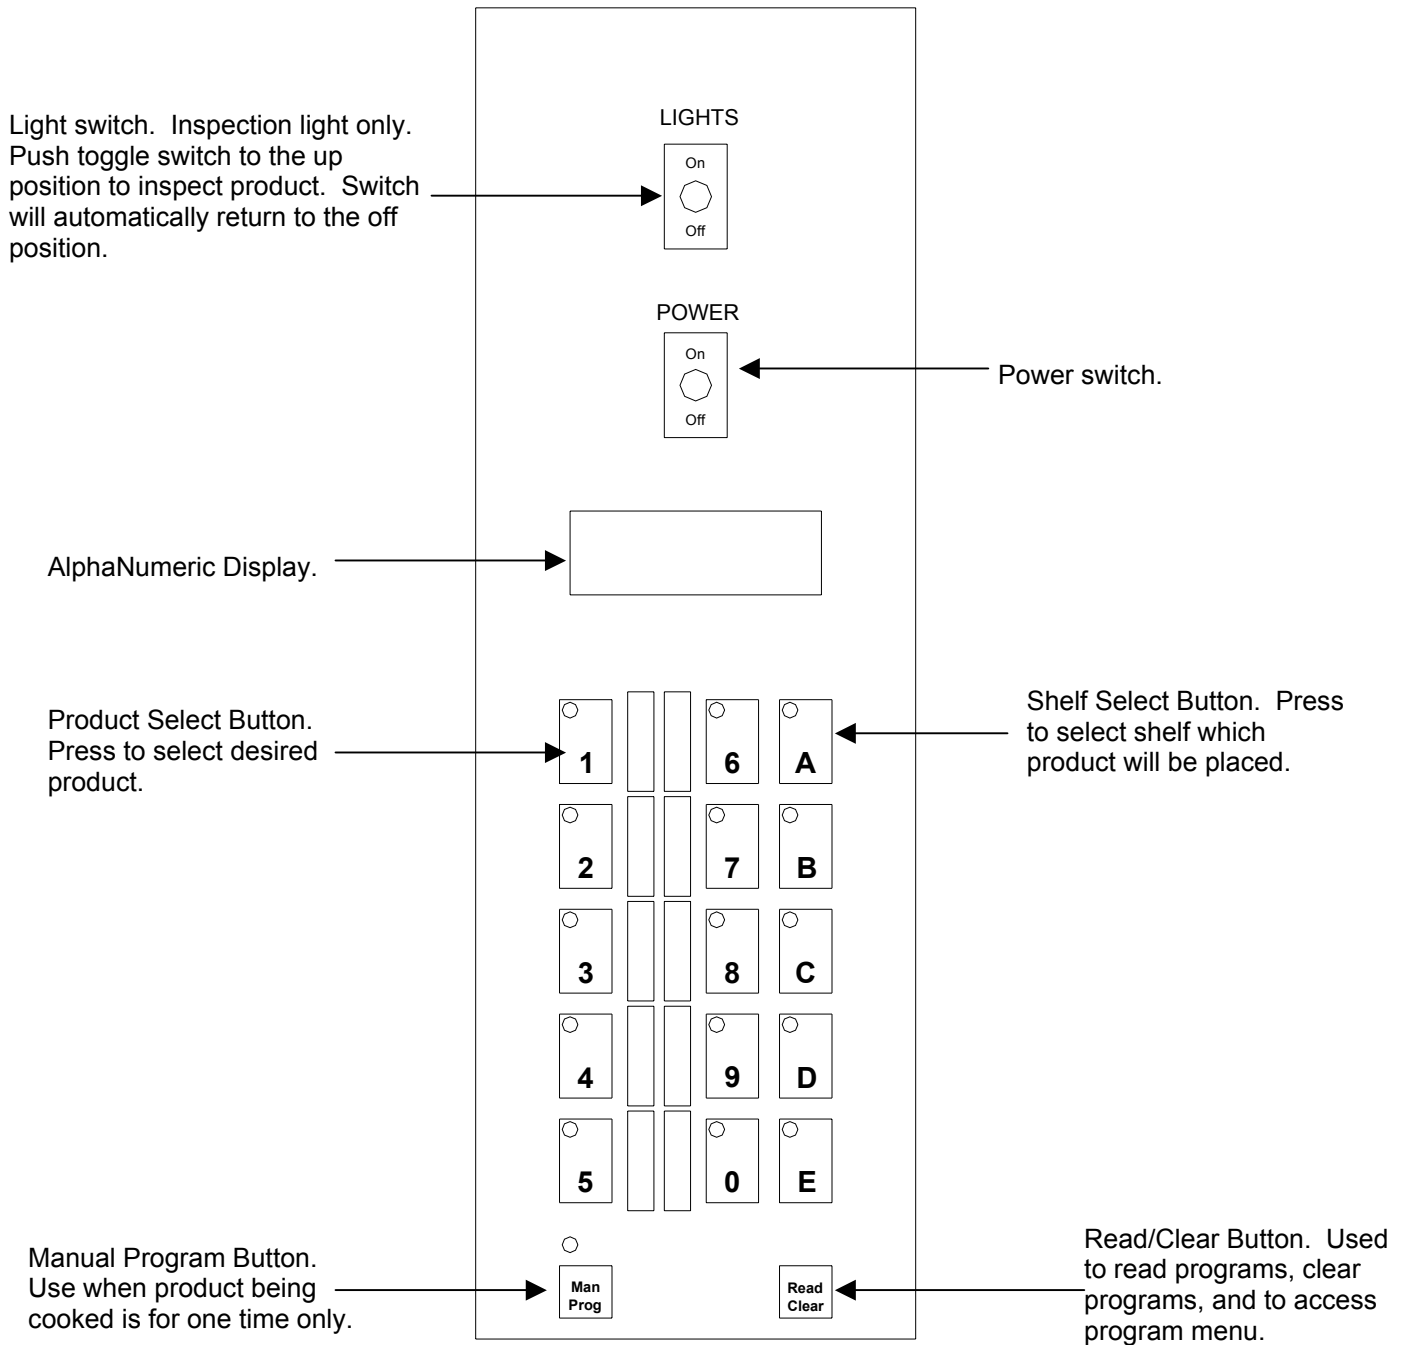 LIGHTS
On
Off
Light switch.  Inspection light only.
Push toggle switch to the up
position to inspect product.  Switch
will automatically return to the off
position.
POWER
On
Off
Power switch.
AlphaNumeric Display.
Product Select Button.
Press to select desired
product.
Shelf Select Button.  Press
to select shelf which
product will be placed.
1 6 A
2 7 B
3 8 C
4 9 D
5 0 E
Manual Program Button.
Use when product being
cooked is for one time only.
Man
Prog
Read
Clear
Read/Clear Button.  Used
to read programs, clear
programs, and to access
program menu.